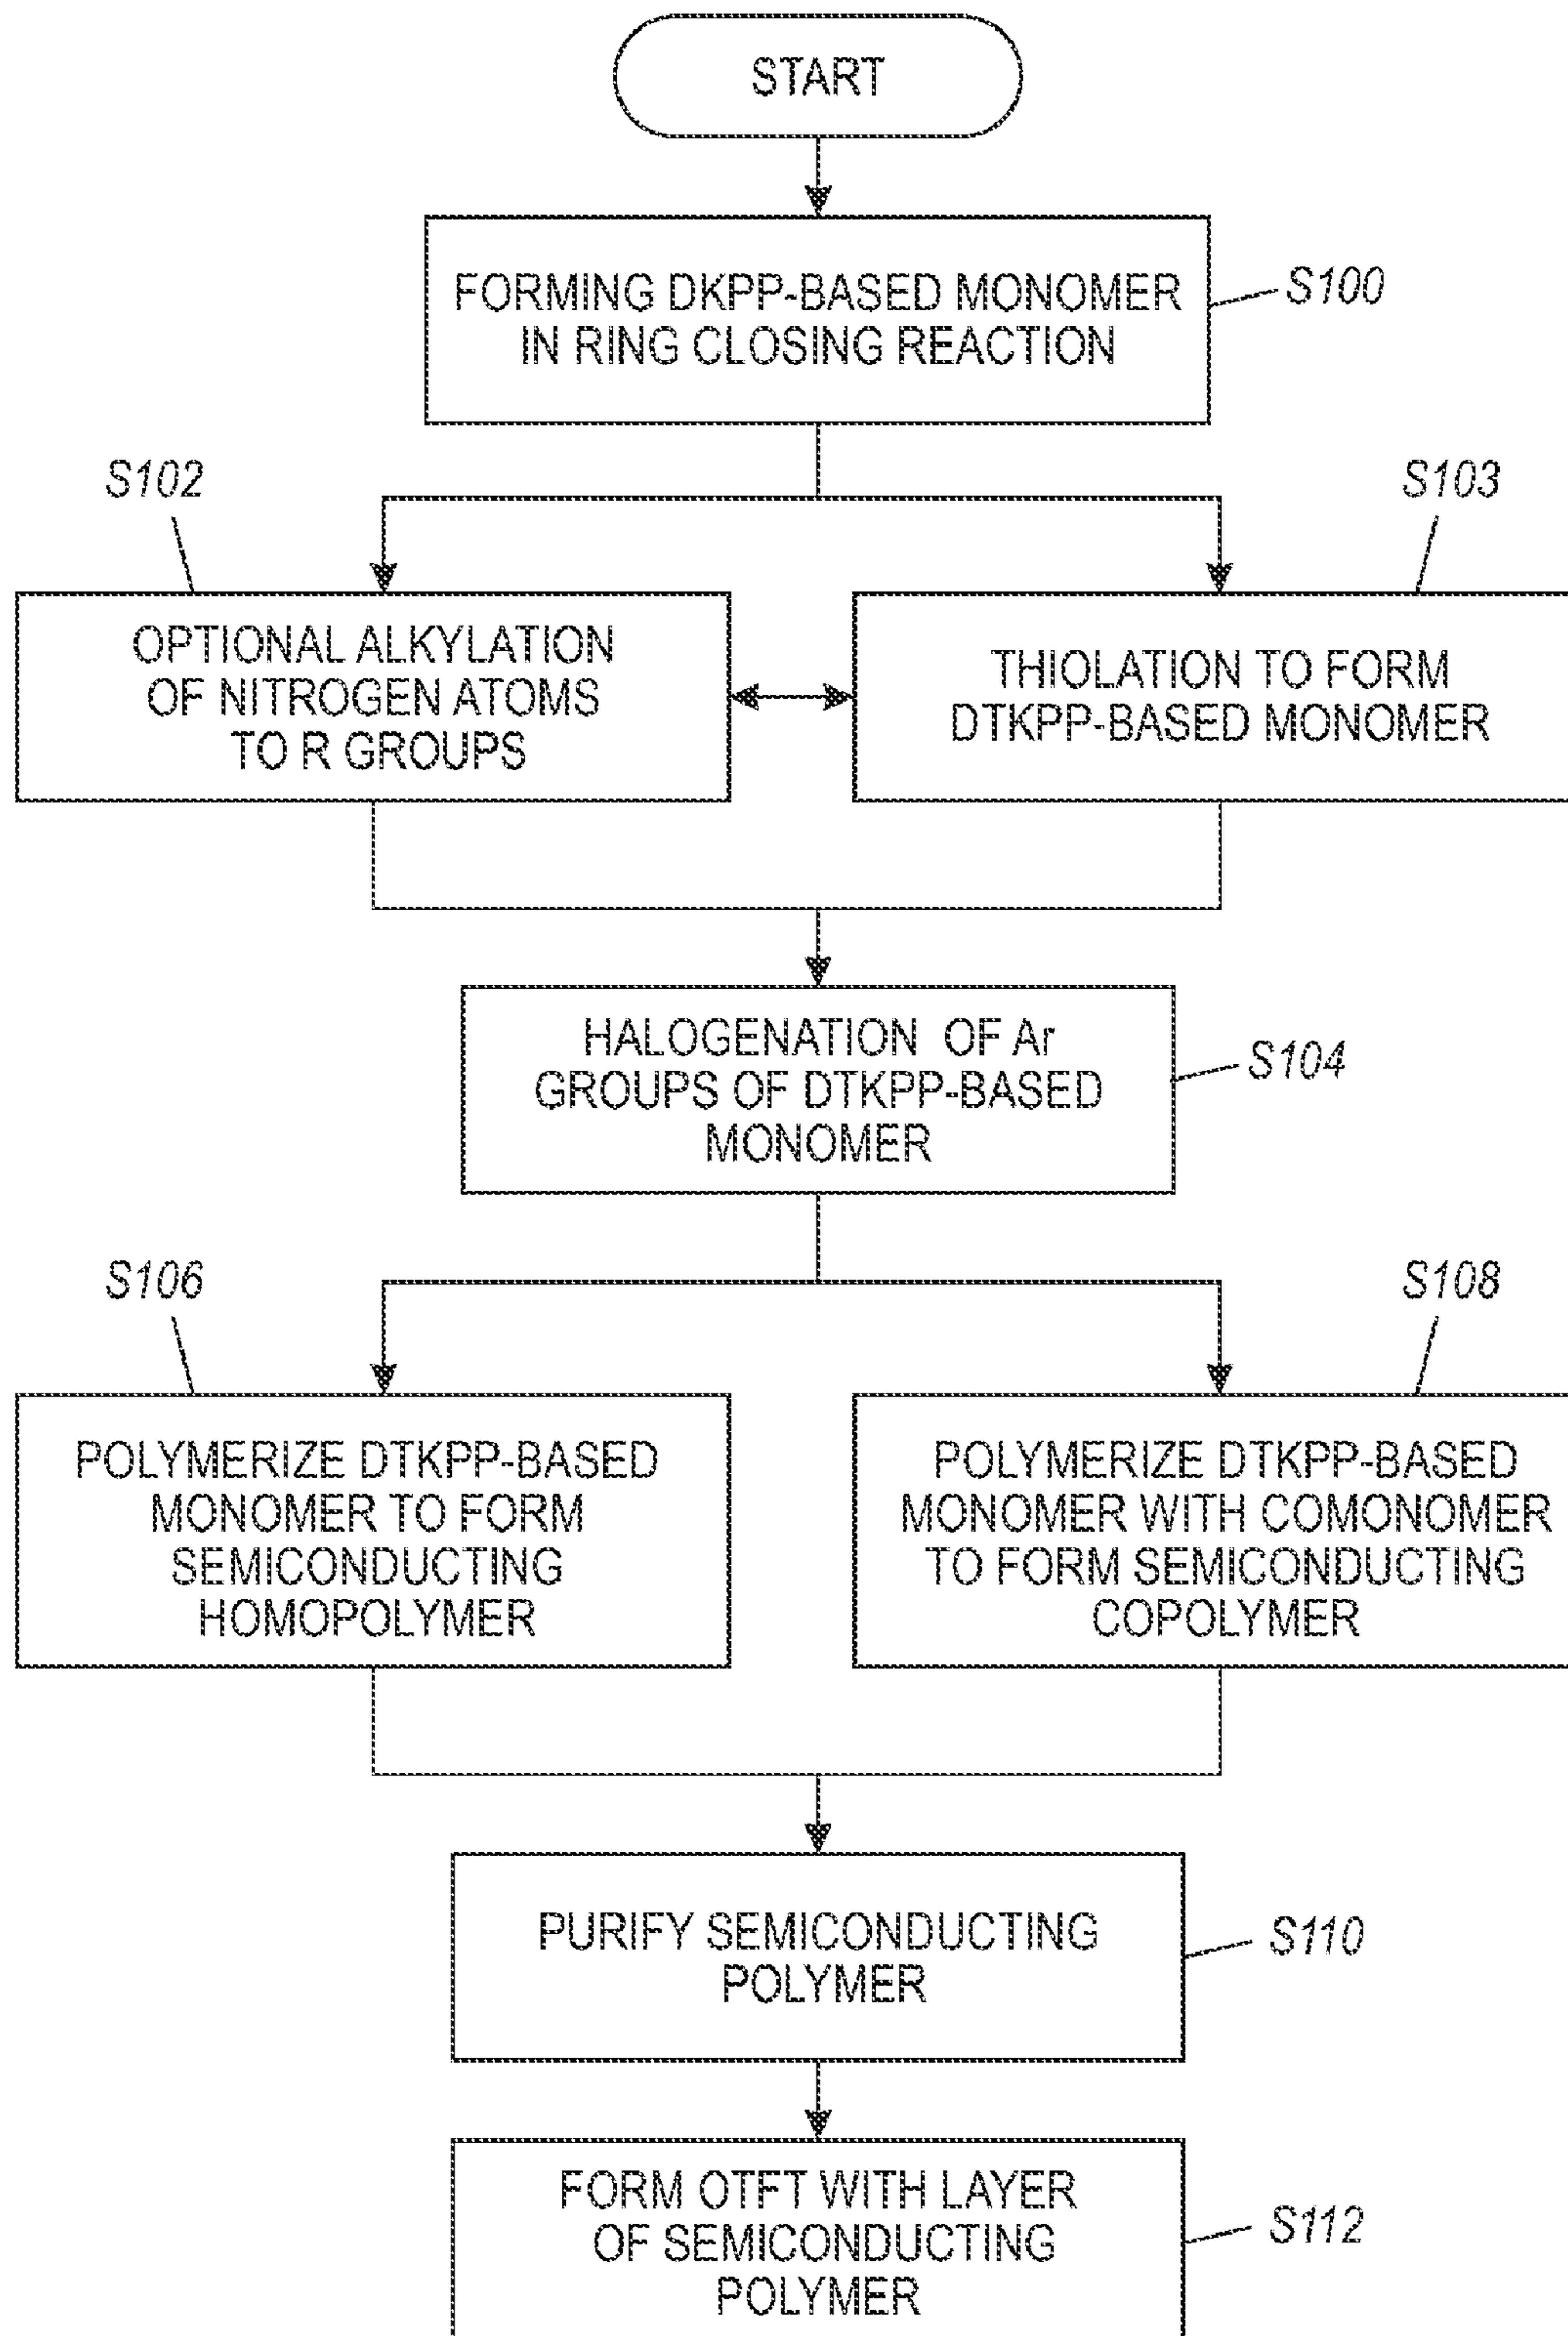 START
FORMING DKPP-BASED MONOMER
IN RING CLOSING REACTION
S100
S102
S103
OPTIONAL ALKYLATION
OF NITROGEN ATOMS
TO R GROUPS
THIOLATION TO FORM
DTKPP-BASED MONOMER
HALOGENATION OF Ar
GROUPS OF DTKPP-BASED
MONOMER
S104
S106
S108
POLYMERIZE DTKPP-BASED
MONOMER TO FORM
SEMICONDUCTING
HOMOPOLYMER
POLYMERIZE DTKPP-BASED
MONOMER WITH COMONOMER
TO FORM SEMICONDUCTING
COPOLYMER
PURIFY SEMICONDUCTING
POLYMER
S110
FORM OTFT WITH LAYER
OF SEMICONDUCTING
POLYMER
S112